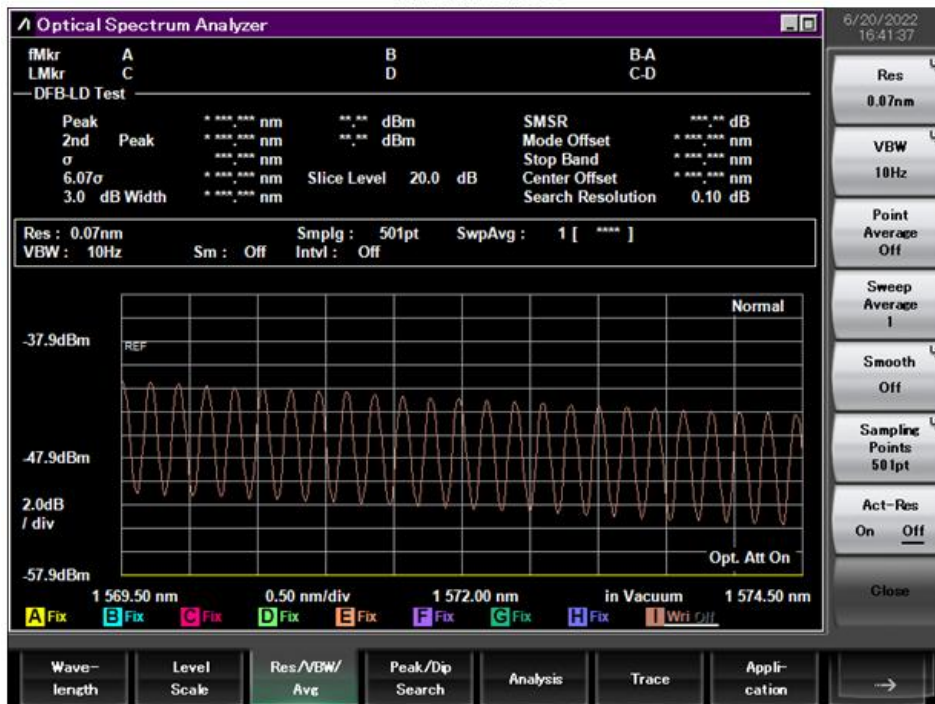 Optical Spectrum Analyzer
6/20/2022
16:41:37
fMkr A B B-A
LMkr C D C-D
DFB-LD Test
Peak * ***.*** nm **.** dBm SMSR ***.** dB
2nd Peak * ***.*** nm **.** dBm Mode Offset * ***.*** nm
σ ***.*** nm Stop Band * ***.*** nm
6.07σ * ***.*** nm Slice Level 20.0 dB Center Offset * ***.*** nm
3.0 dB Width * ***.*** nm Search Resolution 0.10 dB
Res : 0.07nm Smplg : 501pt SwpAvg : 1 [ **** ]
VBW : 10Hz Sm : Off Intvl : Off
Normal
-37.9dBm
REF
-47.9dBm
2.0dB
/ div
Opt. Att On
-57.9dBm
1 569.50 nm 0.50 nm/div 1 572.00 nm in Vacuum 1 574.50 nm
A Fix B Fix C Fix D Fix E Fix F Fix G Fix H Fix I Wri Off
Res
0.07nm
VBW
10Hz
Point
Average
Off
Sweep
Average
1
Smooth
Off
Sampling
Points
501pt
Act-Res
On Off
Close
Wave-
length
Level
Scale
Res/VBW/
Avg
Peak/Dip
Search
Analysis
Trace
Appli-
cation
→